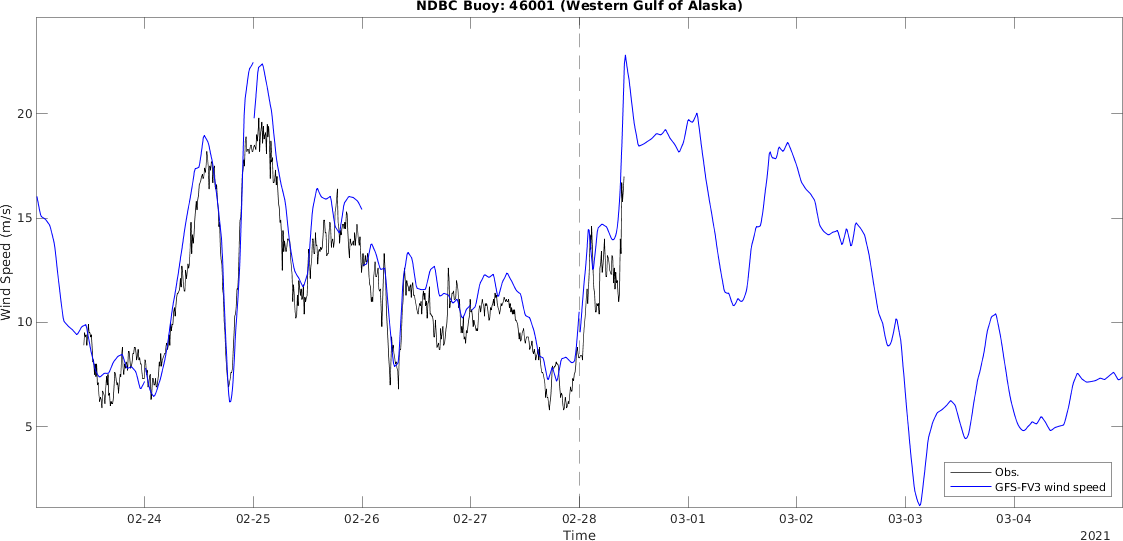 NDBC Buoy: 46001 (Western Gulf of Alaska)
Wind Speed (m/s)
20
15
10
5
Obs.
GFS-FV3 wind speed
02-24 02-25 02-26 02-27 02-28 03-01 03-02 03-03 03-04
Time
2021